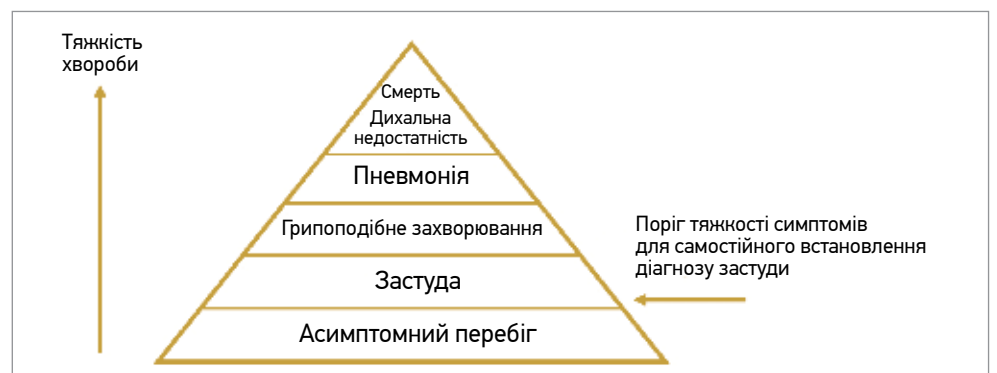 Тяжкість
хвороби
Смерть
Дихальна
недостатність
Пневмонія
Грипоподібне захворювання
Застуда
Асимптомний перебіг
Поріг тяжкості симптомів
для самостійного встановлення
діагнозу застуди